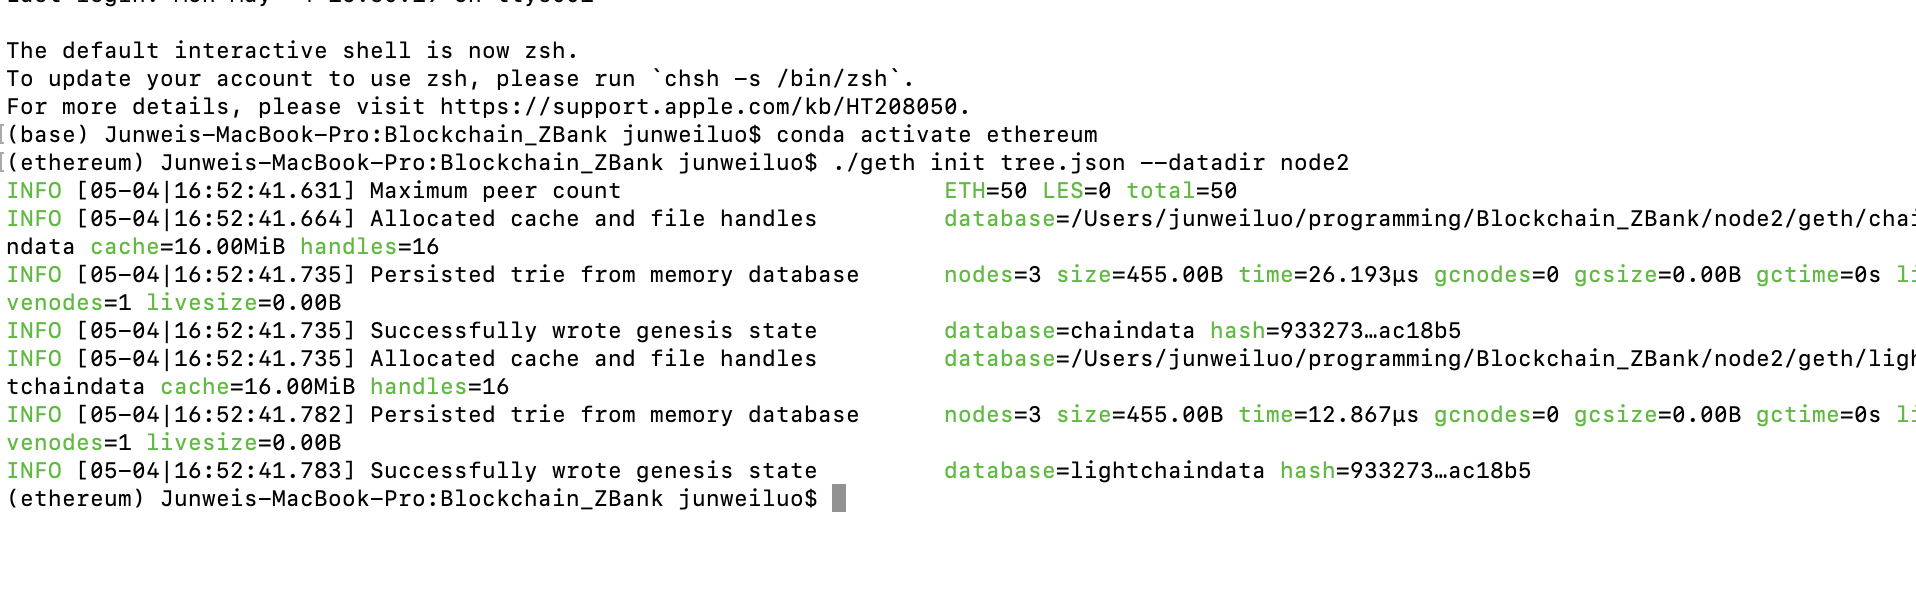 The default interactive shell is now zsh.
To update your account to use zsh, please run `chsh -s /bin/zsh`.
For more details, please visit https://support.apple.com/kb/HT208050.
[(base) Junweis-MacBook-Pro:Blockchain_ZBank junweiluo$ conda activate ethereum
[(ethereum) Junweis-MacBook-Pro:Blockchain_ZBank junweiluo$ ./geth init tree.json --datadir node2
INFO [05-04|16:52:41.631] Maximum peer count                       ETH=50 LES=0 total=50
INFO [05-04|16:52:41.664] Allocated cache and file handles         database=/Users/junweiluo/programming/Blockchain_ZBank/node2/geth/chai
ndata cache=16.00MiB handles=16
INFO [05-04|16:52:41.735] Persisted trie from memory database      nodes=3 size=455.00B time=26.193µs gcnodes=0 gcsize=0.00B gctime=0s li
venodes=1 livesize=0.00B
INFO [05-04|16:52:41.735] Successfully wrote genesis state         database=chaindata hash=933273…ac18b5
INFO [05-04|16:52:41.735] Allocated cache and file handles         database=/Users/junweiluo/programming/Blockchain_ZBank/node2/geth/ligh
tchaindata cache=16.00MiB handles=16
INFO [05-04|16:52:41.782] Persisted trie from memory database      nodes=3 size=455.00B time=12.867µs gcnodes=0 gcsize=0.00B gctime=0s li
venodes=1 livesize=0.00B
INFO [05-04|16:52:41.783] Successfully wrote genesis state         database=lightchaindata hash=933273…ac18b5
(ethereum) Junweis-MacBook-Pro:Blockchain_ZBank junweiluo$